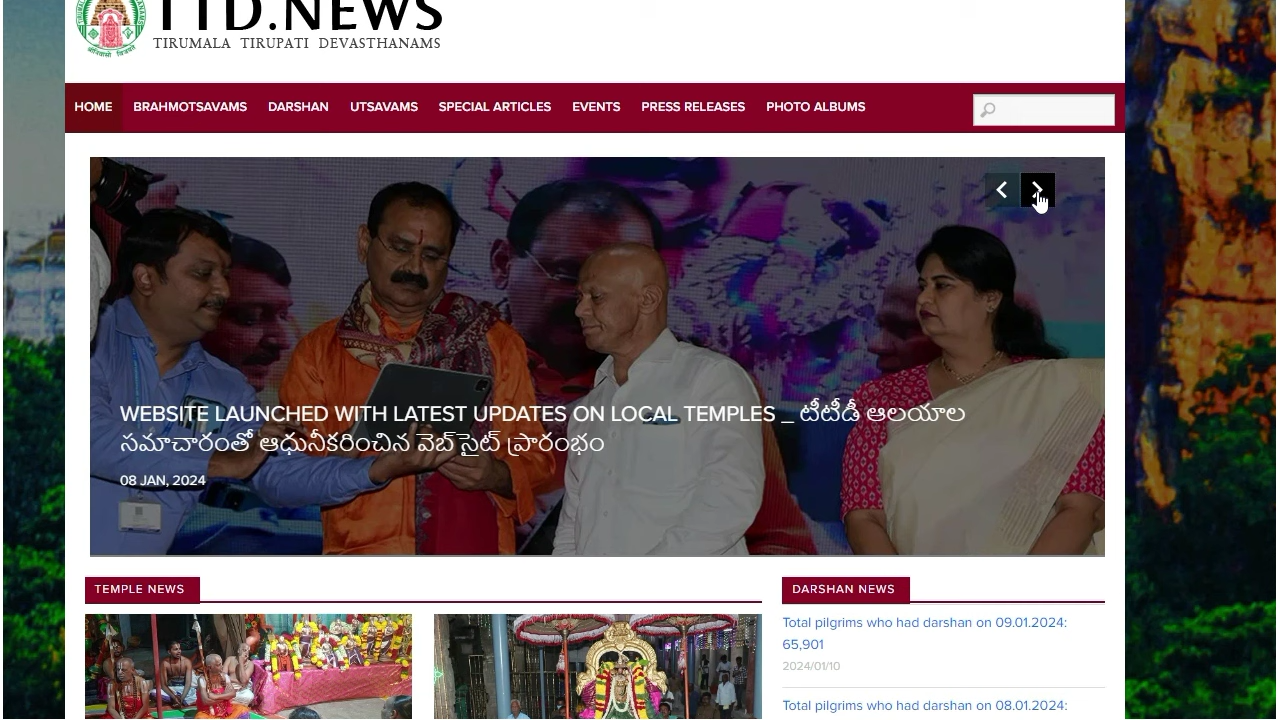 TTD.NEWS
TIRUMALA TIRUPATI DEVASTHANAMS
HOME BRAHMOTSAVAMS DARSHAN UTSAVAMS SPECIAL ARTICLES EVENTS PRESS RELEASES PHOTO ALBUMS
WEBSITE LAUNCHED WITH LATEST UPDATES ON LOCAL TEMPLES _ టీటీడీ ఆలయాల
సమాచారంతో ఆధునీకరించిన వెబ్‌సైట్ ప్రారంభం
08 JAN, 2024
TEMPLE NEWS
DARSHAN NEWS
Total pilgrims who had darshan on 09.01.2024:
65,901
2024/01/10
Total pilgrims who had darshan on 08.01.2024: